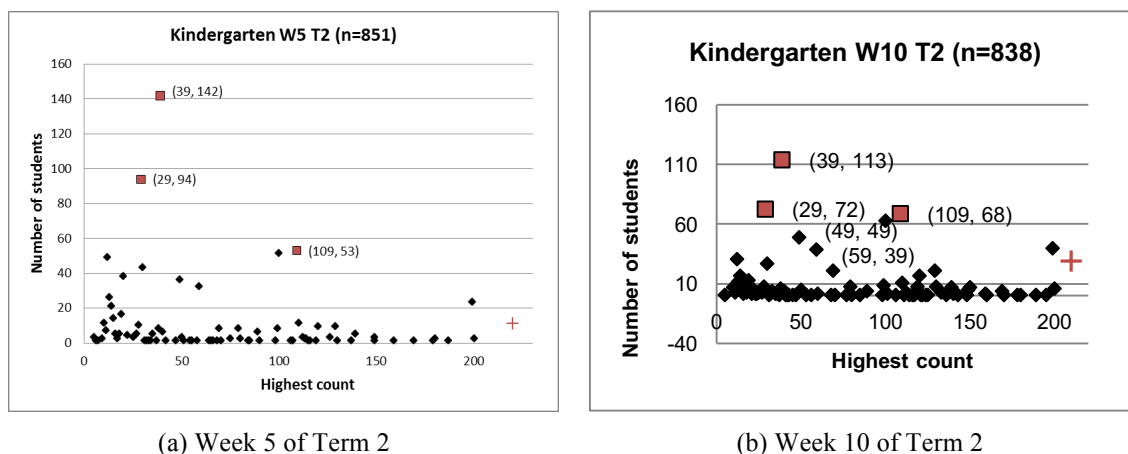 Kindergarten W5 T2 (n=851)
160
140
120
100
80
60
40
20
0
(39, 142)
(29, 94)
(109, 53)
Number of students
0 50 100 150 200
Highest count
(a) Week 5 of Term 2
Kindergarten W10 T2 (n=838)
160
110
60
10
-40
(39, 113)
(29, 72)
(109, 68)
(49, 49)
(59, 39)
Number of students
0 50 100 150 200
Highest count
(b) Week 10 of Term 2